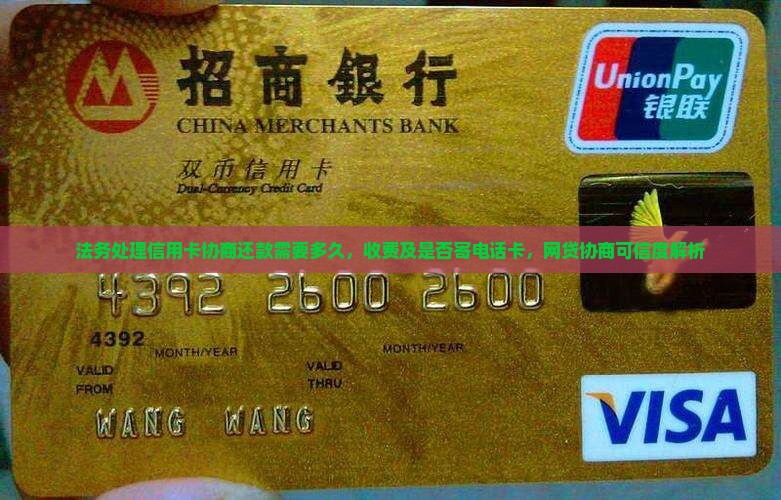 招商銀行
CHINA MERCHANTS BANK
双币信用卡
Dual-Currency Credit Card
UnionPay
银联
法务处理信用卡协商还款需要多久，收费及是否寄电话卡，网贷协商可信度解析
4392 2600 2600
4392
MONTH/YEAR
MONTH/YEAR
VALID
FROM
VALID
THRU
WANG WANG
VISA